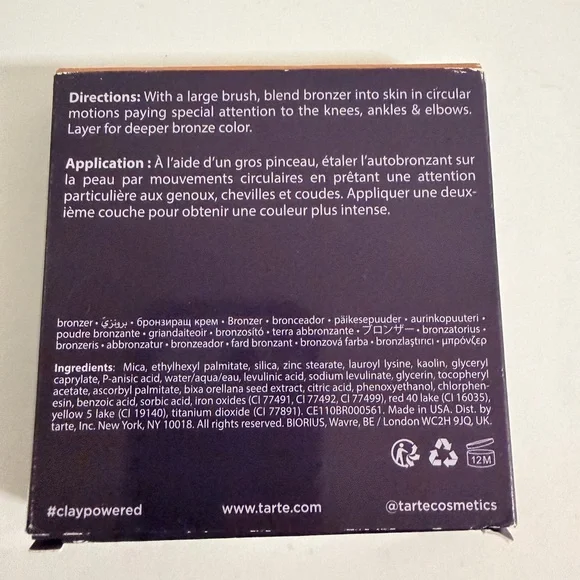 Directions: With a large brush, blend bronzer into skin in circular
motions paying special attention to the knees, ankles & elbows.
Layer for deeper bronze color.
Application : À l'aide d'un gros pinceau, étaler l'autobronzant sur
la peau par mouvements circulaires en prêtant une attention
particulière aux genoux, chevilles et coudes. Appliquer une deux-
ième couche pour obtenir une couleur plus intense.
bronzer • برونزيّ • бронзиращ крем • Bronzer • bronceador • päikesepuuder • aurinkopuuteri •
poudre bronzante • griandaiteoir • bronzosító • terra abbronzante • ブロンザー • bronzatorius •
bronzeris • abbronzatur • bronzeador • fard bronzant • bronzová farba • bronzlaştırıcı • μπρόνζερ
Ingredients: Mica, ethylhexyl palmitate, silica, zinc stearate, lauroyl lysine, kaolin, glyceryl
caprylate, P-anisic acid, water/aqua/eau, levulinic acid, sodium levulinate, glycerin, tocopheryl
acetate, ascorbyl palmitate, bixa orellana seed extract, citric acid, phenoxyethanol, chlorphen-
esin, benzoic acid, sorbic acid, iron oxides (CI 77491, CI 77492, CI 77499), red 40 lake (CI 16035),
yellow 5 lake (CI 19140), titanium dioxide (CI 77891). CE110BR000561. Made in USA. Dist. by
tarte, Inc. New York, NY 10018. All rights reserved. BIORIUS, Wavre, BE / London WC2H 9JQ, UK.
12M
#claypowered www.tarte.com @tartecosmetics